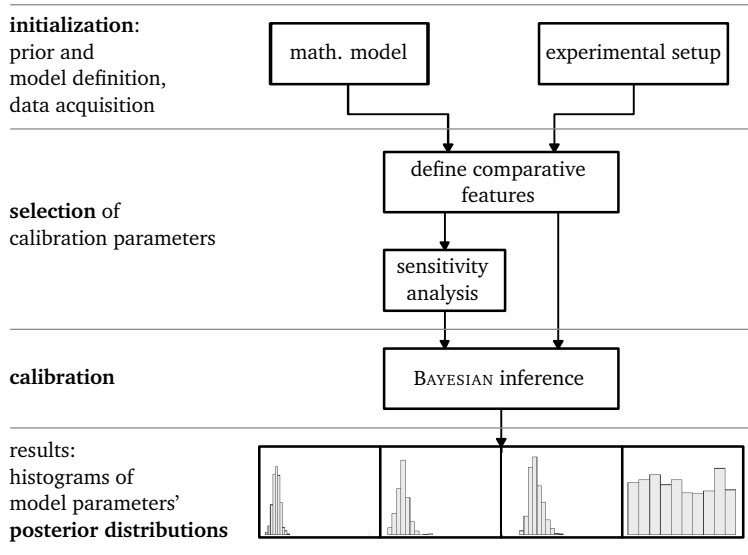 initialization:
prior and
model definition,
data acquisition
math. model
experimental setup
define comparative
features
selection of
calibration parameters
sensitivity
analysis
calibration
BAYESIAN inference
results:
histograms of
model parameters’
posterior distributions